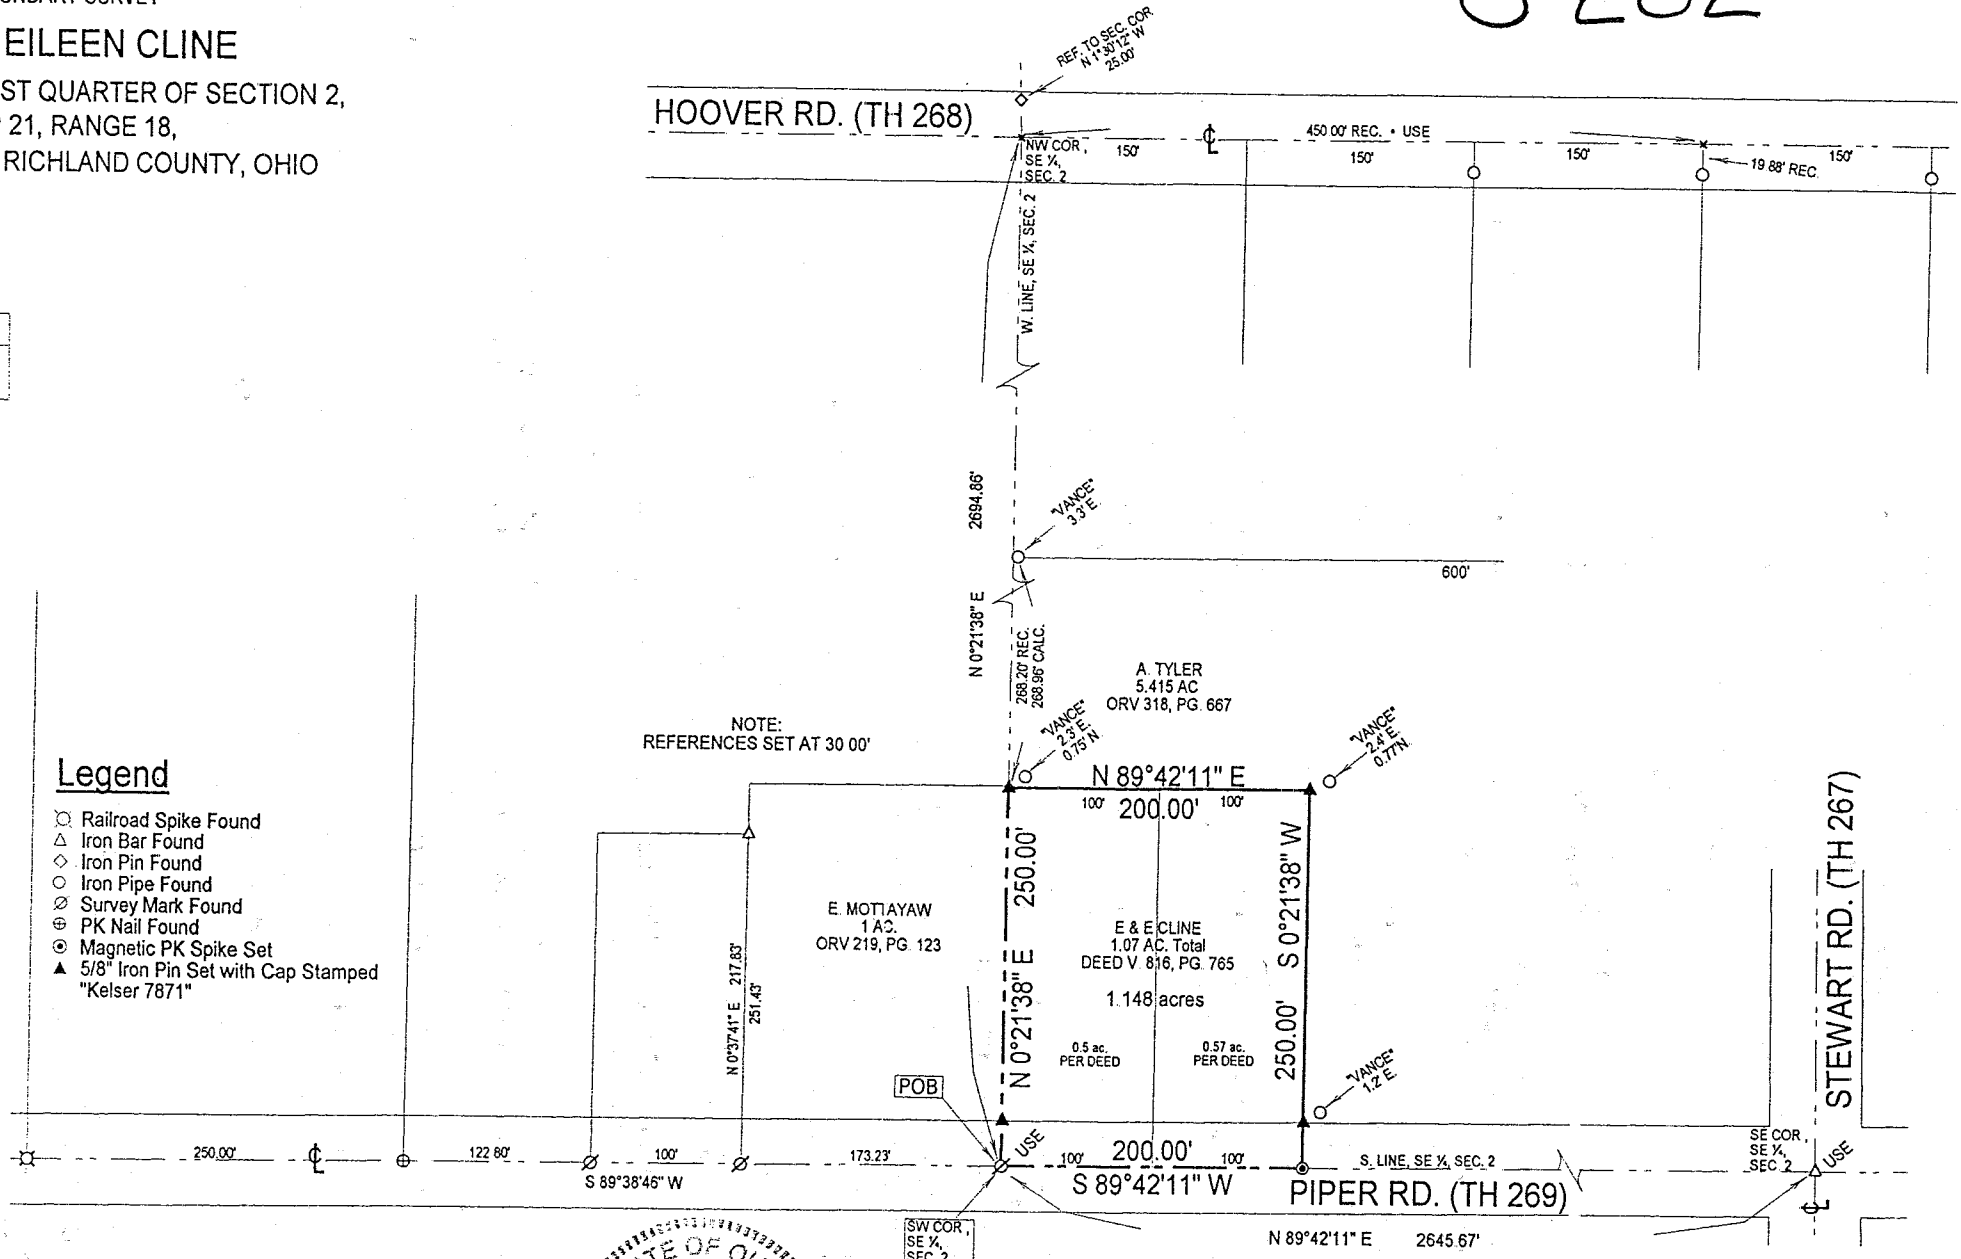 EILEEN CLINE
ST QUARTER OF SECTION 2,
21, RANGE 18,
RICHLAND COUNTY, OHIO
REF. TO SEC. COR
N 1°30'12" W
25.00'
HOOVER RD. (TH 268)
450 00' REC. • USE
150'
150'
150'
150'
19 88' REC.
NW COR,
SE ¼,
SEC. 2
W. LINE, SE ¼, SEC. 2
2694.86'
N 0°21'38" E
"VANCE"
3.3' E.
600'
268.20' REC.
268.96' CALC.
A. TYLER
5.415 AC
ORV 318, PG. 667
NOTE:
REFERENCES SET AT 30 00'
"VANCE"
2.3' E.
0.75' N
"VANCE"
2.4' E.
0.77' N.
N 89°42'11" E
100'
200.00'
100'
Legend
Railroad Spike Found
Iron Bar Found
Iron Pin Found
Iron Pipe Found
Survey Mark Found
PK Nail Found
Magnetic PK Spike Set
5/8" Iron Pin Set with Cap Stamped
"Kelser 7871"
N 0°37'41" E 217.83'
251.43'
E. MOTTAYAW
1 AC.
ORV 219, PG. 123
N 0°21'38" E 250.00'
E & E CLINE
1.07 AC. Total
DEED V. 816, PG. 765
1.148 acres
0.5 ac.
PER DEED
0.57 ac.
PER DEED
250.00' S 0°21'38" W
"VANCE"
1.2' E.
STEWART RD. (TH 267)
POB
250.00'
122 80'
100'
173.23'
USE
100'
200.00'
100'
S. LINE, SE ¼, SEC. 2
SE COR,
SE ¼,
SEC. 2
USE
S 89°38'46" W
S 89°42'11" W
PIPER RD. (TH 269)
SW COR,
SE ¼,
SEC 2
N 89°42'11" E 2645.67'